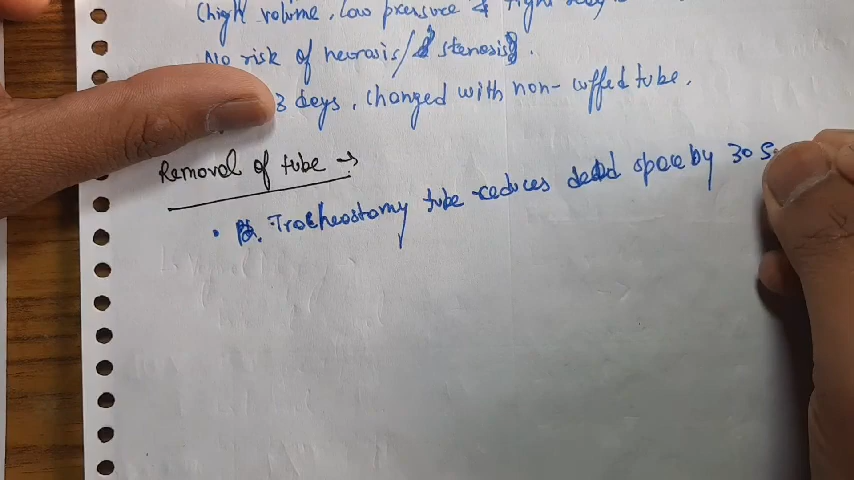 (high volume, low pressure &
No risk of necrosis/ stenosis.
3 days, changed with non-cuffed tube.
Removal of tube →
• Tracheostomy tube reduces dead space by 30 5